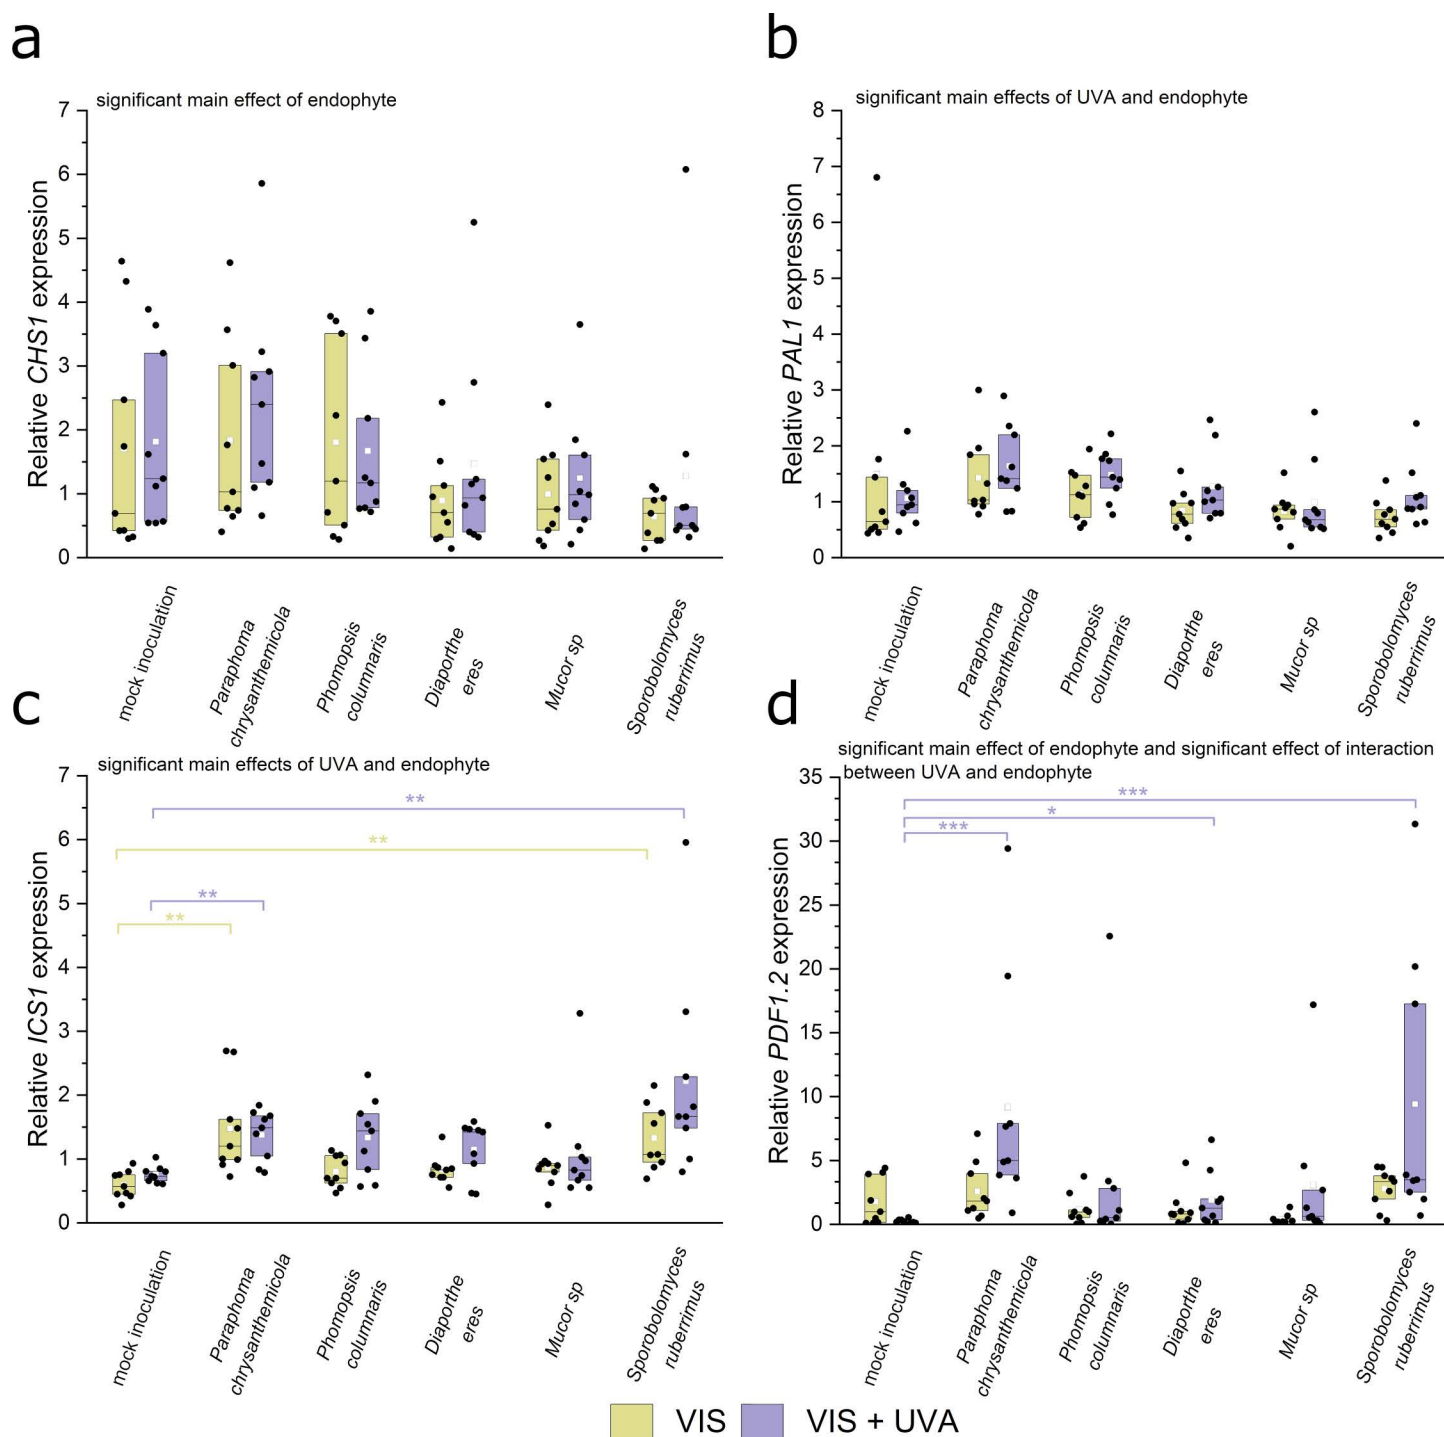 a
significant main effect of endophyte
Relative CHS1 expression
7
6
5
4
3
2
1
0
mock inoculation
Paraphoma
chrysanthemicola
Phomopsis
columnaris
Diaporthe
eres
Mucor sp
Sporobolomyces
ruberrimus
b
significant main effects of UVA and endophyte
Relative PAL1 expression
8
7
6
5
4
3
2
1
0
mock inoculation
Paraphoma
chrysanthemicola
Phomopsis
columnaris
Diaporthe
eres
Mucor sp
Sporobolomyces
ruberrimus
c
significant main effects of UVA and endophyte
Relative ICS1 expression
7
6
5
4
3
2
1
0
**
**
**
**
mock inoculation
Paraphoma
chrysanthemicola
Phomopsis
columnaris
Diaporthe
eres
Mucor sp
Sporobolomyces
ruberrimus
d
significant main effect of endophyte and significant effect of interaction
between UVA and endophyte
Relative PDF1.2 expression
35
30
25
20
15
10
5
0
***
*
***
mock inoculation
Paraphoma
chrysanthemicola
Phomopsis
columnaris
Diaporthe
eres
Mucor sp
Sporobolomyces
ruberrimus
VIS
VIS + UVA